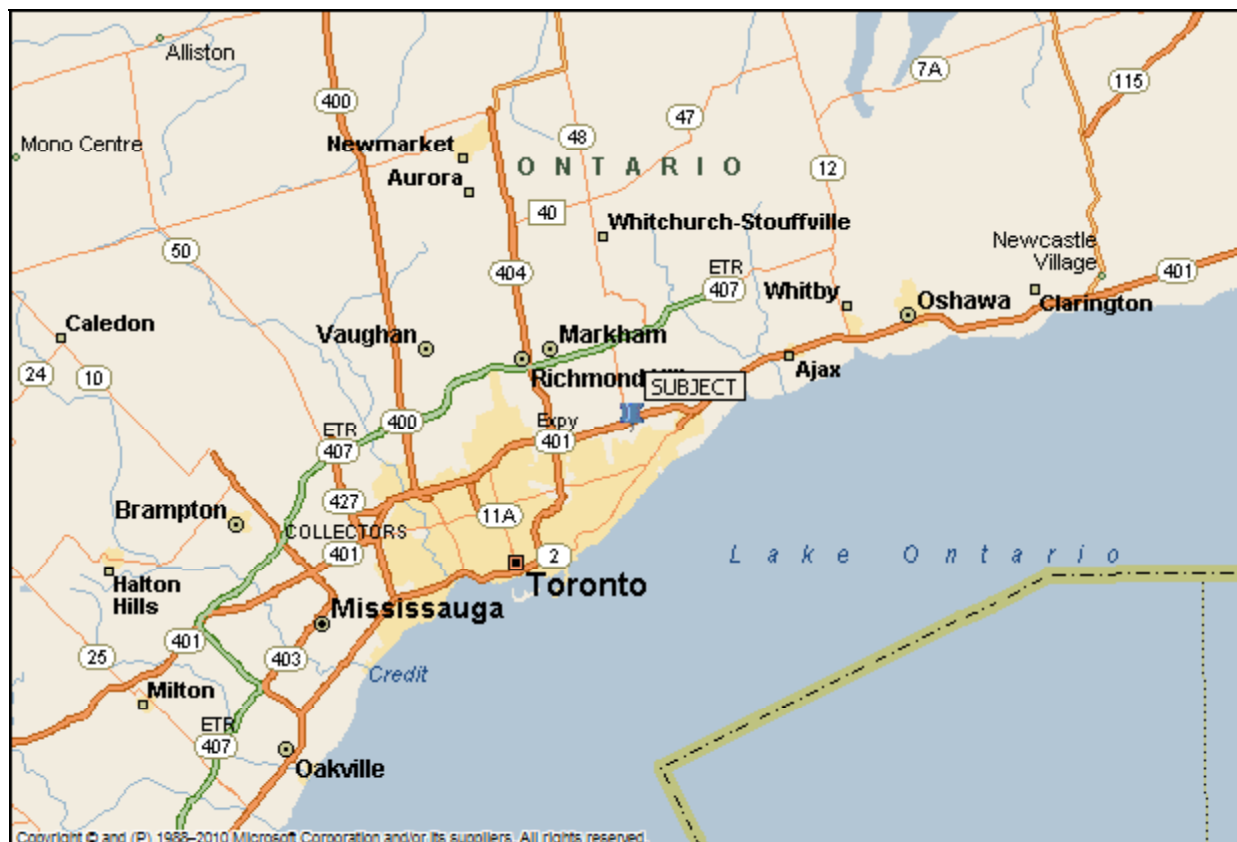 Alliston
400
7A
115
47
48
Newmarket
Mono Centre
ONTARIO
12
Aurora
40
Whitchurch-Stouffville
50
Newcastle
Village
404
ETR
407
401
Whitby
Oshawa
Clarington
Caledon
Vaughan
Markham
Ajax
24
10
Richmond
SUBJECT
400
Expy
ETR
407
401
427
Brampton
11A
COLLECTORS
401
2
Lake Ontario
Halton
Hills
Toronto
Mississauga
401
403
25
Credit
Milton
ETR
407
Oakville
Copyright © and (P) 1988–2010 Microsoft Corporation and/or its suppliers. All rights reserved.